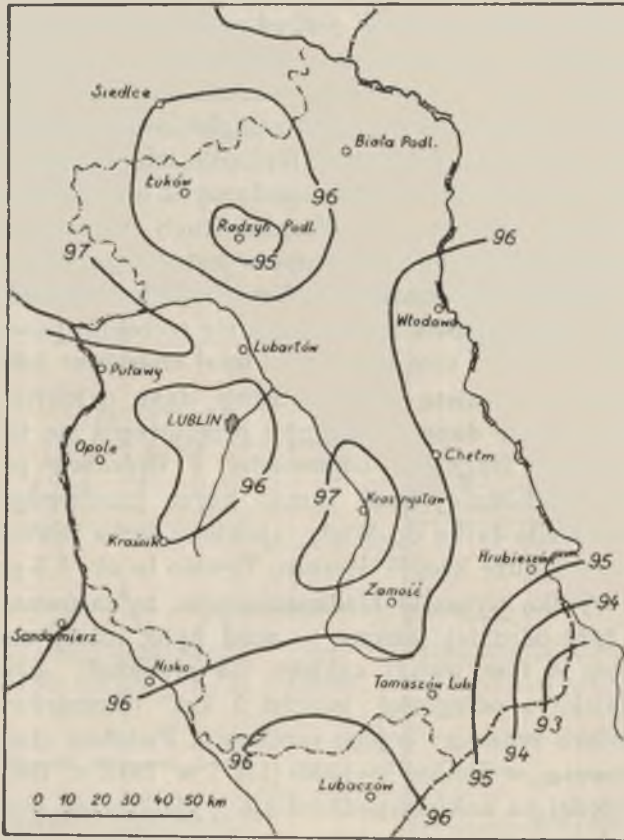 Siedlce
Biała Podl.
Łuków
96
Radzyń Podl.
95
97
96
Włodawa
Lubartów
Puławy
LUBLIN
Opole
Chełm
96
97
Krasnystaw
Kraśnik
Hrubieszów
95
94
Zamość
Sandomierz
Nisko
Tomaszów Lub.
96
93
94
96
95
Lubaczów
96
0 10 20 30 40 50 km